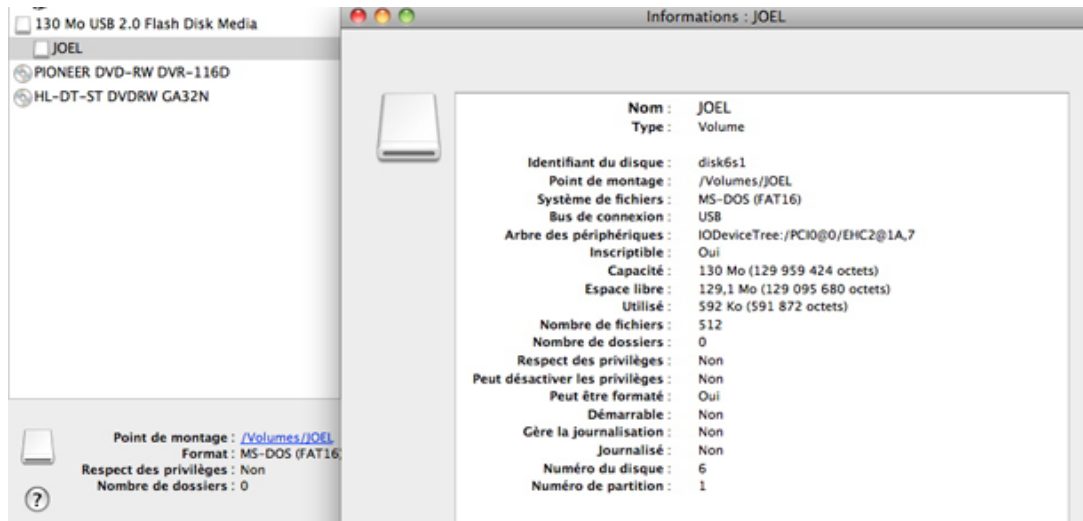 130 Mo USB 2.0 Flash Disk Media
JOEL
PIONEER DVD-RW DVR-116D
HL-DT-ST DVDRW GA32N
Point de montage : /Volumes/JOEL
Format : MS-DOS (FAT16
Respect des privilèges : Non
Nombre de dossiers : 0
?
Informations : JOEL
Nom : JOEL
Type : Volume
Identifiant du disque : disk6s1
Point de montage : /Volumes/JOEL
Système de fichiers : MS-DOS (FAT16)
Bus de connexion : USB
Arbre des périphériques : IODeviceTree:/PCI0@0/EHC2@1A,7
Inscriptible : Oui
Capacité : 130 Mo (129 959 424 octets)
Espace libre : 129,1 Mo (129 095 680 octets)
Utilisé : 592 Ko (591 872 octets)
Nombre de fichiers : 512
Nombre de dossiers : 0
Respect des privilèges : Non
Peut désactiver les privilèges : Non
Peut être formaté : Oui
Démarrable : Non
Gère la journalisation : Non
Journalisé : Non
Numéro du disque : 6
Numéro de partition : 1